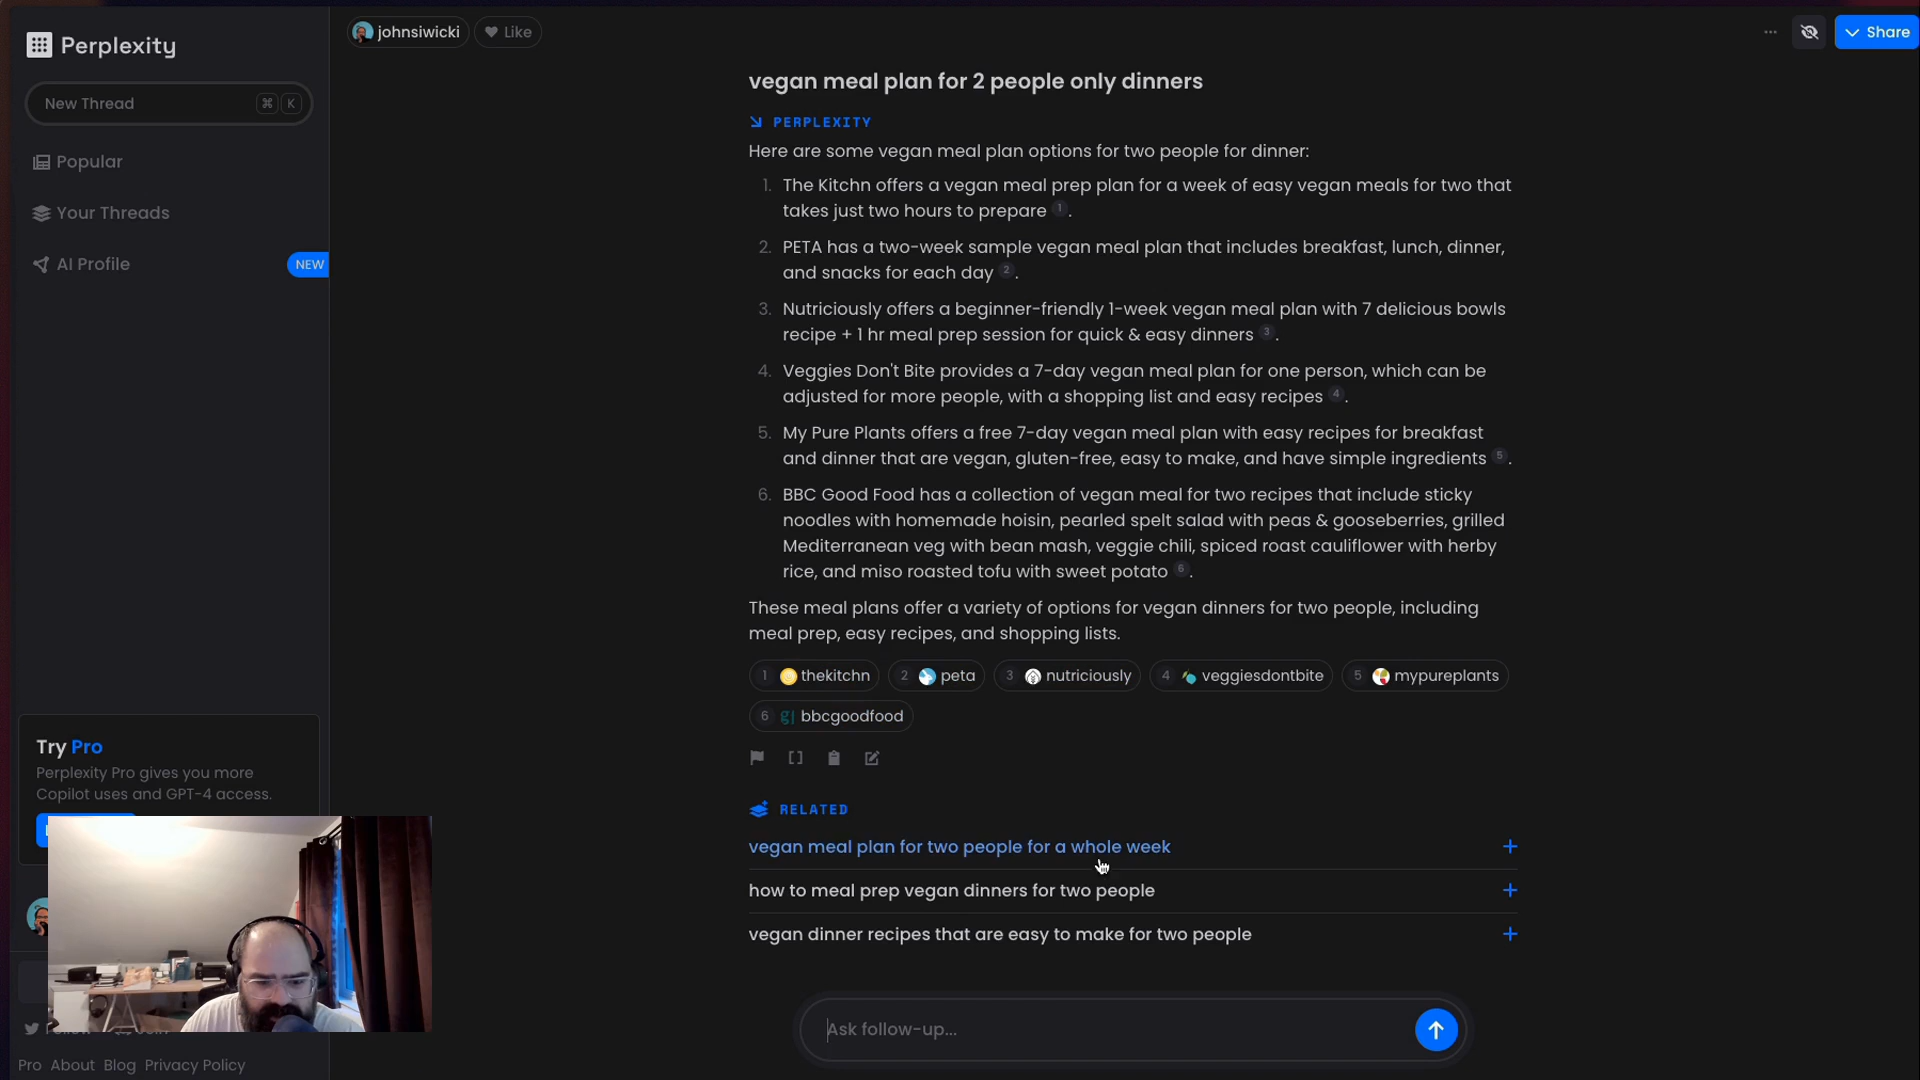 Perplexity
New Thread
⌘ K
Popular
Your Threads
AI Profile
NEW
Try Pro
Perplexity Pro gives you more
Copilot uses and GPT-4 access.
Pro About Blog Privacy Policy
johnsiwicki
Like
Share
vegan meal plan for 2 people only dinners
PERPLEXITY
Here are some vegan meal plan options for two people for dinner:
1. The Kitchn offers a vegan meal prep plan for a week of easy vegan meals for two that
takes just two hours to prepare 1.
2. PETA has a two-week sample vegan meal plan that includes breakfast, lunch, dinner,
and snacks for each day 2.
3. Nutriciously offers a beginner-friendly 1-week vegan meal plan with 7 delicious bowls
recipe + 1 hr meal prep session for quick & easy dinners 3.
4. Veggies Don't Bite provides a 7-day vegan meal plan for one person, which can be
adjusted for more people, with a shopping list and easy recipes 4.
5. My Pure Plants offers a free 7-day vegan meal plan with easy recipes for breakfast
and dinner that are vegan, gluten-free, easy to make, and have simple ingredients 5.
6. BBC Good Food has a collection of vegan meal for two recipes that include sticky
noodles with homemade hoisin, pearled spelt salad with peas & gooseberries, grilled
Mediterranean veg with bean mash, veggie chili, spiced roast cauliflower with herby
rice, and miso roasted tofu with sweet potato 6.
These meal plans offer a variety of options for vegan dinners for two people, including
meal prep, easy recipes, and shopping lists.
1 thekitchn 2 peta 3 nutriciously 4 veggiesdontbite 5 mypureplants
6 gf bbcgoodfood
RELATED
vegan meal plan for two people for a whole week
how to meal prep vegan dinners for two people
vegan dinner recipes that are easy to make for two people
Ask follow-up...